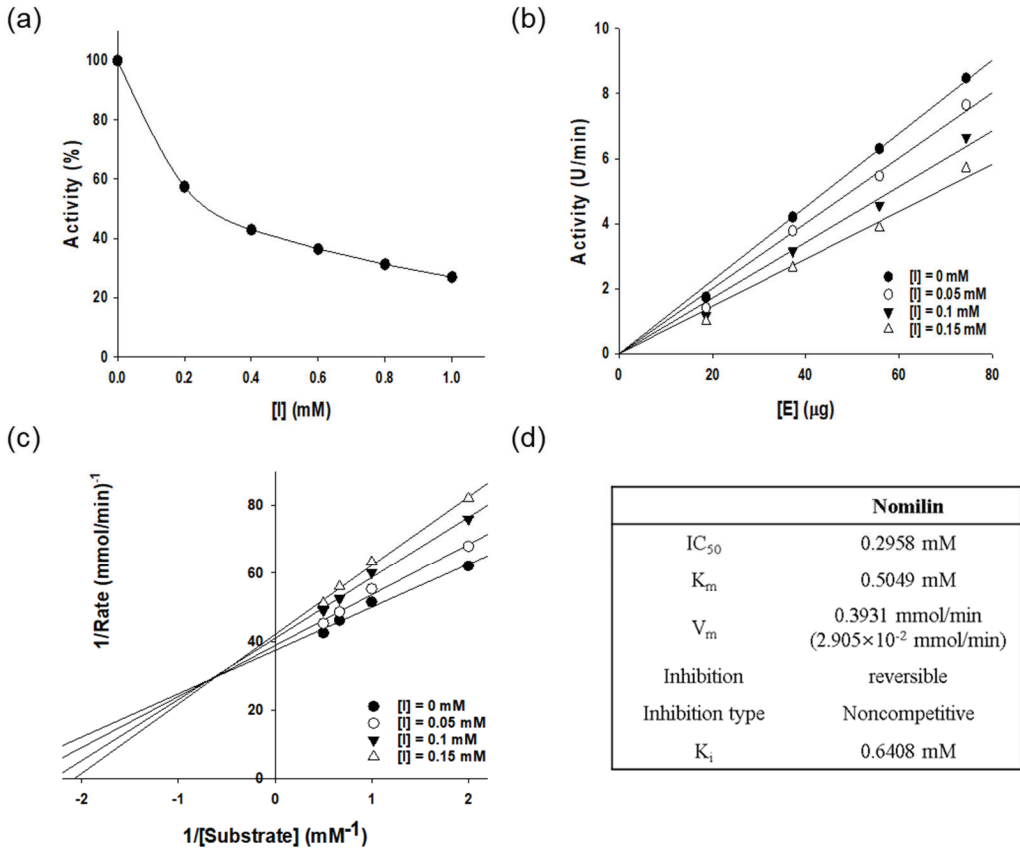 (a)
100
80
60
40
20
0
0.0 0.2 0.4 0.6 0.8 1.0
Activity (%)
[I] (mM)
(b)
10
8
6
4
2
0
0 20 40 60 80
Activity (U/min)
[E] (μg)
[I] = 0 mM
[I] = 0.05 mM
[I] = 0.1 mM
[I] = 0.15 mM
(c)
1/Rate (mmol/min)⁻¹
80
60
40
20
0
-2 -1 0 1 2
1/[Substrate] (mM⁻¹)
[I] = 0 mM
[I] = 0.05 mM
[I] = 0.1 mM
[I] = 0.15 mM
(d)
Nomilin
IC₅₀ 0.2958 mM
Kₘ 0.5049 mM
Vₘ 0.3931 mmol/min
(2.905×10⁻² mmol/min)
Inhibition reversible
Inhibition type Noncompetitive
Kᵢ 0.6408 mM